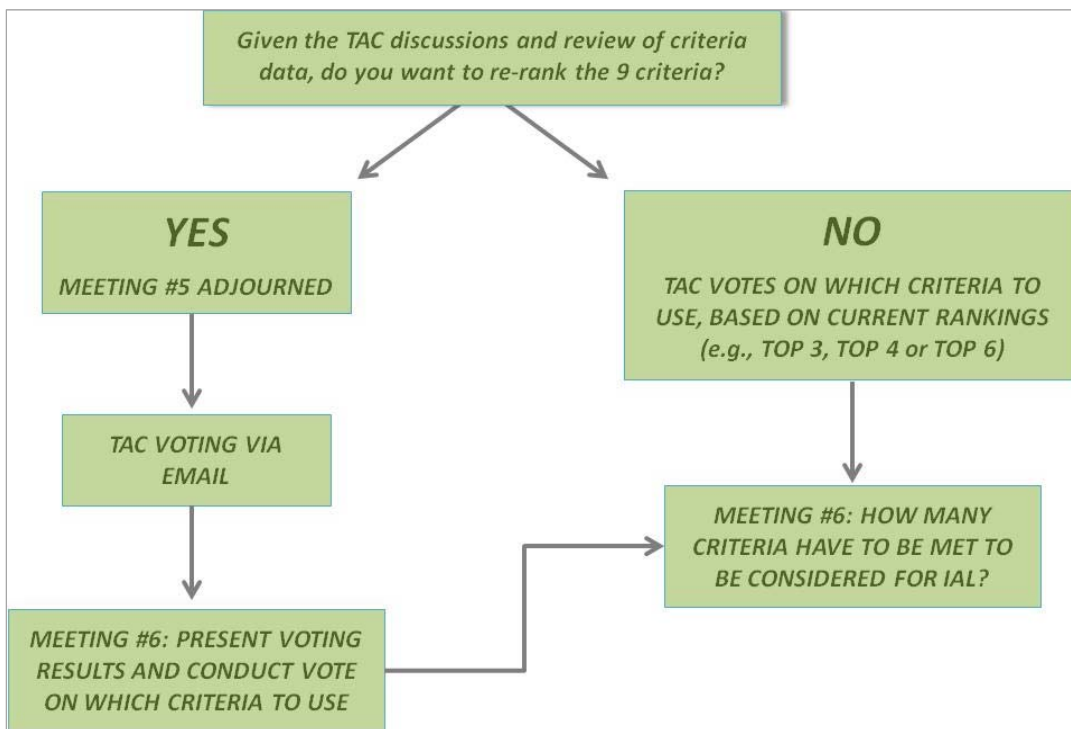 Given the TAC discussions and review of criteria
data, do you want to re-rank the 9 criteria?
YES
MEETING #5 ADJOURNED
NO
TAC VOTES ON WHICH CRITERIA TO
USE, BASED ON CURRENT RANKINGS
(e.g., TOP 3, TOP 4 or TOP 6)
TAC VOTING VIA
EMAIL
MEETING #6: HOW MANY
CRITERIA HAVE TO BE MET TO
BE CONSIDERED FOR IAL?
MEETING #6: PRESENT VOTING
RESULTS AND CONDUCT VOTE
ON WHICH CRITERIA TO USE